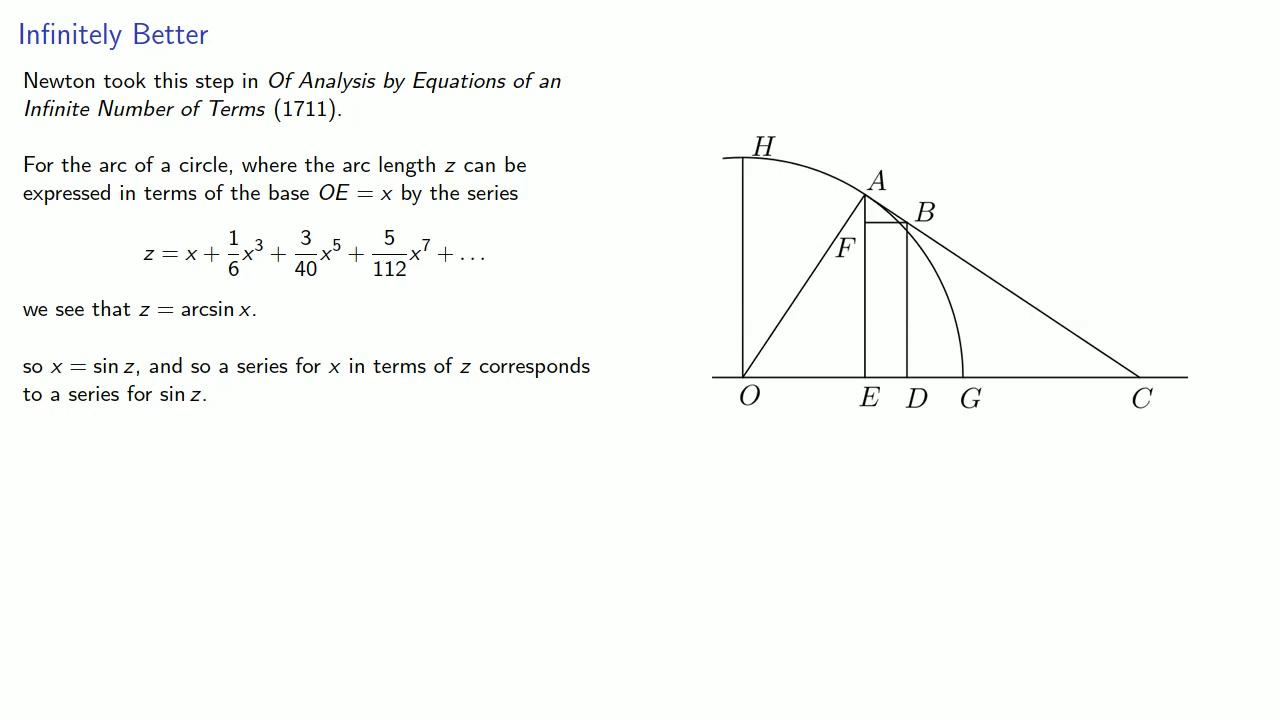 Infinitely Better
Newton took this step in Of Analysis by Equations of an
Infinite Number of Terms (1711).
For the arc of a circle, where the arc length z can be
expressed in terms of the base OE = x by the series
z = x + 1/6 x^3 + 3/40 x^5 + 5/112 x^7 + ...
we see that z = arcsin x.
so x = sin z, and so a series for x in terms of z corresponds
to a series for sin z.
H
A
B
F
O E D G C